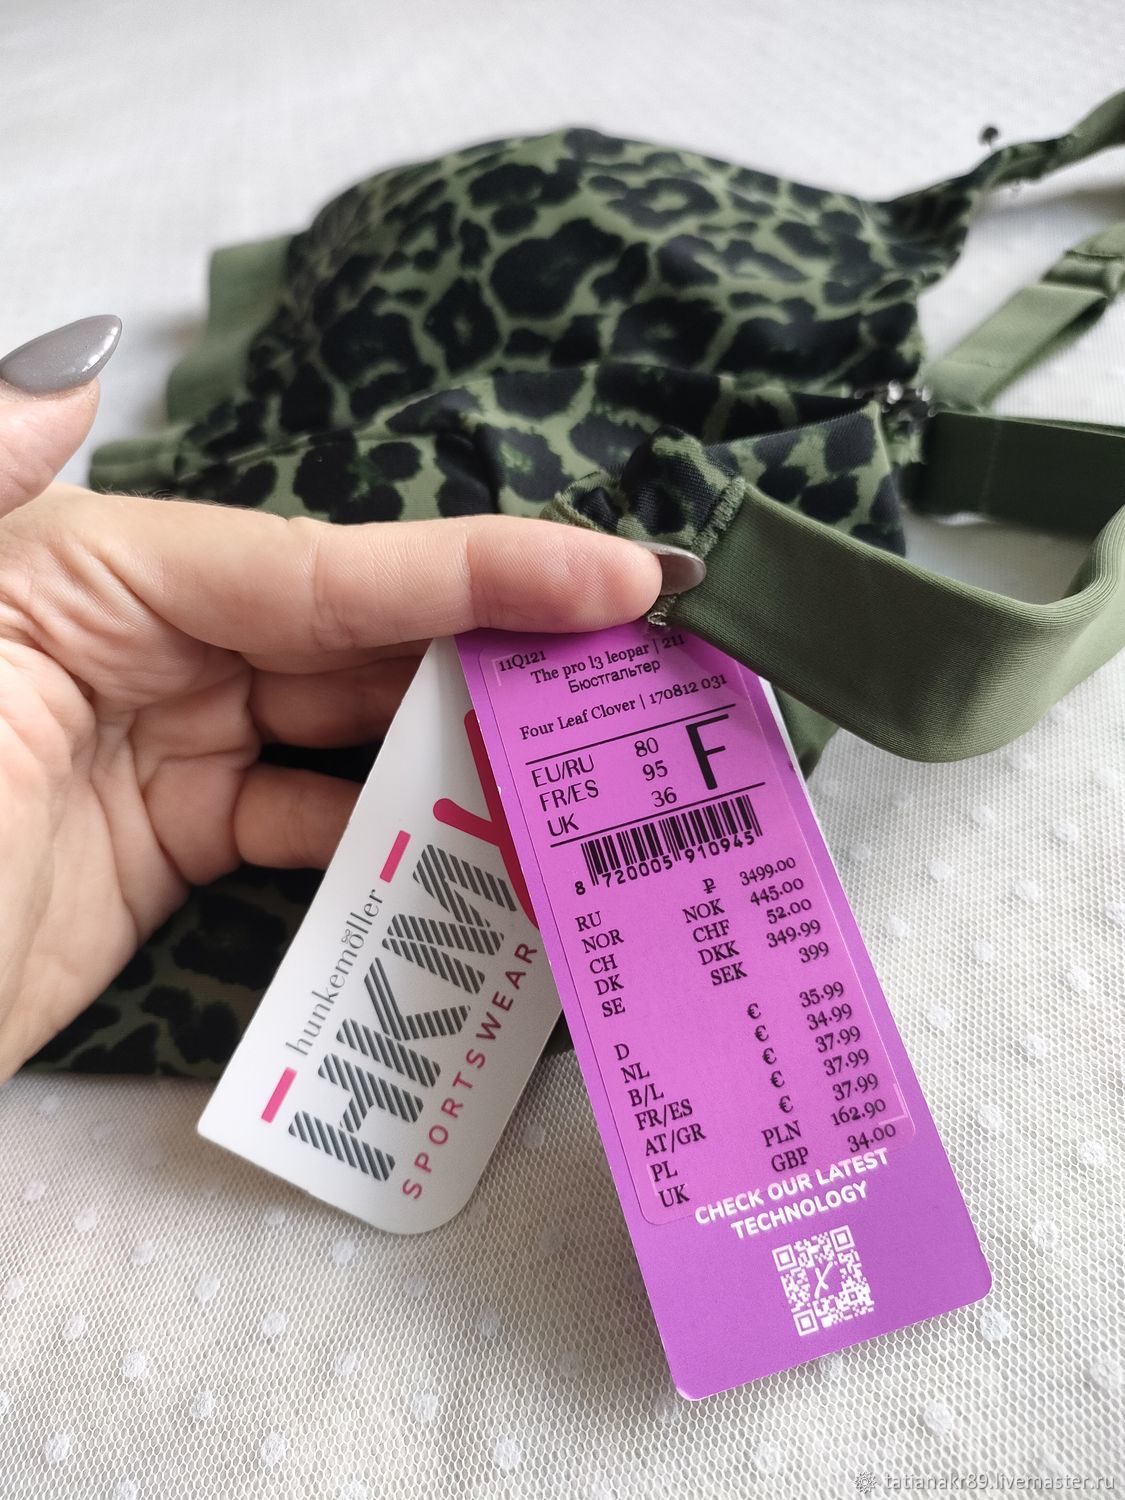 11Q121
The pro l3 leopar | 211
Бюстгальтер
Four Leaf Clover | 170812 031
EU/RU 80
FR/ES 95
UK 36
F
8 720005 910945
RU ₽ 3499.00
NOR NOK 445.00
CH CHF 52.00
DK DKK 349.99
SE SEK 399
D € 35.99
NL € 34.99
B/L € 37.99
FR/ES € 37.99
AT/GR € 37.99
PL PLN 162.90
UK GBP 34.00
CHECK OUR LATEST
TECHNOLOGY
hunkemöller
HKM
SPORTSWEAR
tatianakr89.livemaster.ru